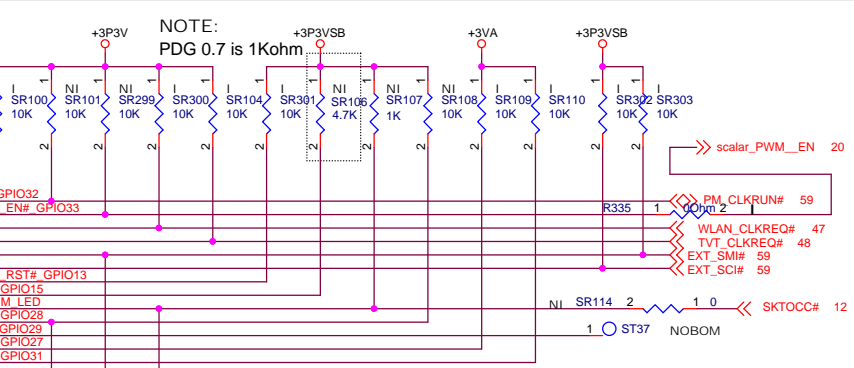 NOTE:
PDG 0.7 is 1Kohm
+3P3V
+3P3VSB
+3VA
+3P3VSB
1 1 1 1 1 1 1 1 1 1 1 1
I NI I NI NI I I
SR100 SR101 SR299 SR300 SR104 SR301 SR106 SR107 SR108 SR109 SR110 SR302 SR303
10K 10K 10K 10K 10K 10K 4.7K 1K 10K 10K 10K 10K 10K
2 2 2 2 2 2 2 2 2 2 2 2
scalar_PWM__EN 20
GPIO32
PM_CLKRUN# 59
_EN#_GPIO33
R335 1 0Ohm 2 I
WLAN_CLKREQ# 47
TVT_CLKREQ# 48
EXT_SMI# 59
EXT_SCI# 59
_RST#_GPIO13
GPIO15
M_LED
NI SR114 2 1 0
SKTOCC# 12
GPIO28
GPIO29
1 ST37 NOBOM
GPIO27
GPIO31